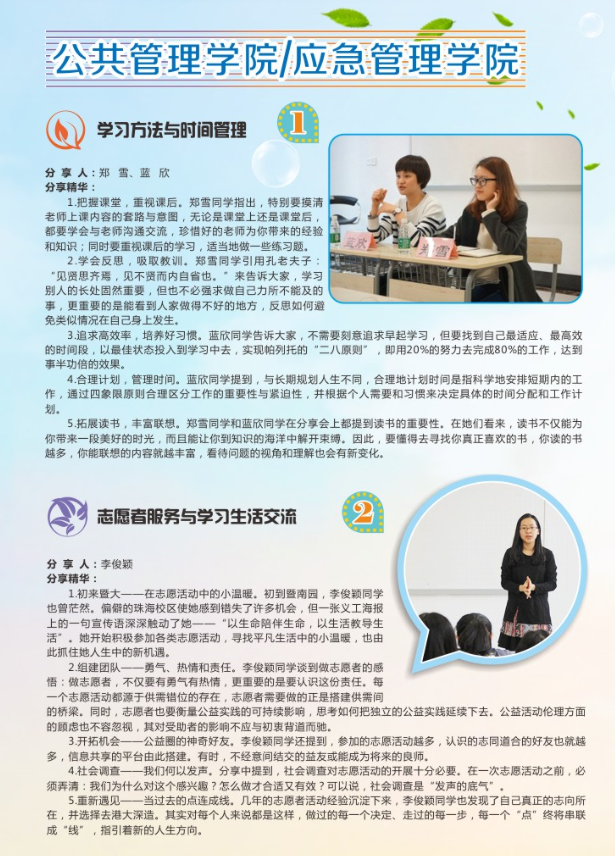 公共管理学院/应急管理学院
学习方法与时间管理
1
分 享 人：郑 雪、蓝 欣
分享精华：
1.把握课堂，重视课后。郑雪同学指出，特别要摸清
老师上课内容的套路与意图，无论是课堂上还是课堂后，
都要学会与老师沟通交流，珍惜好的老师为你带来的经验
和知识；同时要重视课后的学习，适当地做一些练习题。
2.学会反思，吸取教训。郑雪同学引用孔老夫子：
“见贤思齐焉，见不贤而内自省也。”来告诉大家，学习
别人的长处固然重要，但也不必强求做自己力所不能及的
事，更重要的是能看到人家做得不好的地方，反思如何避
免类似情况在自己身上发生。
3.追求高效率，培养好习惯。蓝欣同学告诉大家，不需要刻意追求早起学习，但要找到自己最适应、最高效
的时间段，以最佳状态投入到学习中去，实现帕列托的“二八原则”，即用20%的努力去完成80%的工作，达到
事半功倍的效果。
4.合理计划，管理时间。蓝欣同学提到，与长期规划人生不同，合理地计划时间是指科学地安排短期内的工
作，通过四象限原则合理区分工作的重要性与紧迫性，并根据个人需要和习惯来决定具体的时间分配和工作计
划。
5.拓展读书，丰富联想。郑雪同学和蓝欣同学在分享会上都提到读书的重要性。在她们看来，读书不仅能为
你带来一段美好的时光，而且能让你到知识的海洋中解开束缚。因此，要懂得去寻找你真正喜欢的书，你读的书
越多，你能联想的内容就越丰富，看待问题的视角和理解也会有新变化。
蓝欣
郑雪
志愿者服务与学习生活交流
2
分 享 人：李俊颖
分享精华：
1.初来暨大——在志愿活动中的小温暖。初到暨南园，李俊颖同学
也曾茫然。偏僻的珠海校区使她感到错失了许多机会，但一张义工海报
上的一句宣传语深深触动了她——“以生命陪伴生命，以生活教导生
活”。她开始积极参加各类志愿活动，寻找平凡生活中的小温暖，也由
此抓住她人生中的新机遇。
2.组建团队——勇气、热情和责任。李俊颖同学谈到做志愿者的感
悟：做志愿者，不仅要有勇气有热情，更重要的是要认识这份责任。每
一个志愿活动都源于供需错位的存在，志愿者需要做的正是搭建供需间
的桥梁。同时，志愿者也要衡量公益实践的可持续影响，思考如何把独立的公益实践延续下去。公益活动伦理方面
的顾虑也不容忽视，其对受助者的影响不应与初衷背道而驰。
3.开拓机会——公益圈的神奇好友。李俊颖同学还提到，参加的志愿活动越多，认识的志同道合的好友也就越
多，信息共享的平台由此搭建。有时，不经意间结交的益友或能成为将来的良师。
4.社会调查——我们何以发声。分享中提到，社会调查对志愿活动的开展十分必要。在一次志愿活动之前，必
须弄清：我们为什么对这个感兴趣？怎么做才合适又有效？可以说，社会调查是“发声的底气”。
5.重新遇见——当过去的点连成线。几年的志愿者活动经验沉淀下来，李俊颖同学也发现了自己真正的志向所
在，并选择去港大深造。其实对每个人来说都是这样，做过的每一个决定、走过的每一步，每一个“点”终将串联
成“线”，指引着新的人生方向。